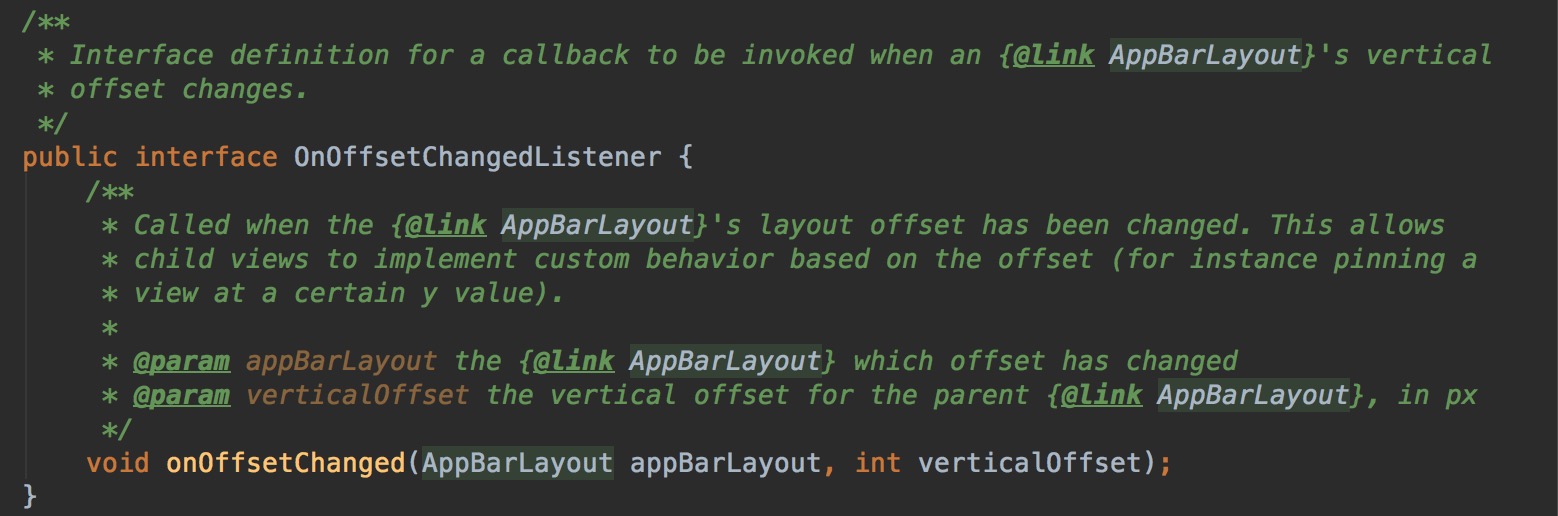 /**
 * Interface definition for a callback to be invoked when an {@link AppBarLayout}'s vertical
 * offset changes.
 */
public interface OnOffsetChangedListener {
    /**
     * Called when the {@link AppBarLayout}'s layout offset has been changed. This allows
     * child views to implement custom behavior based on the offset (for instance pinning a
     * view at a certain y value).
     *
     * @param appBarLayout the {@link AppBarLayout} which offset has changed
     * @param verticalOffset the vertical offset for the parent {@link AppBarLayout}, in px
     */
    void onOffsetChanged(AppBarLayout appBarLayout, int verticalOffset);
}